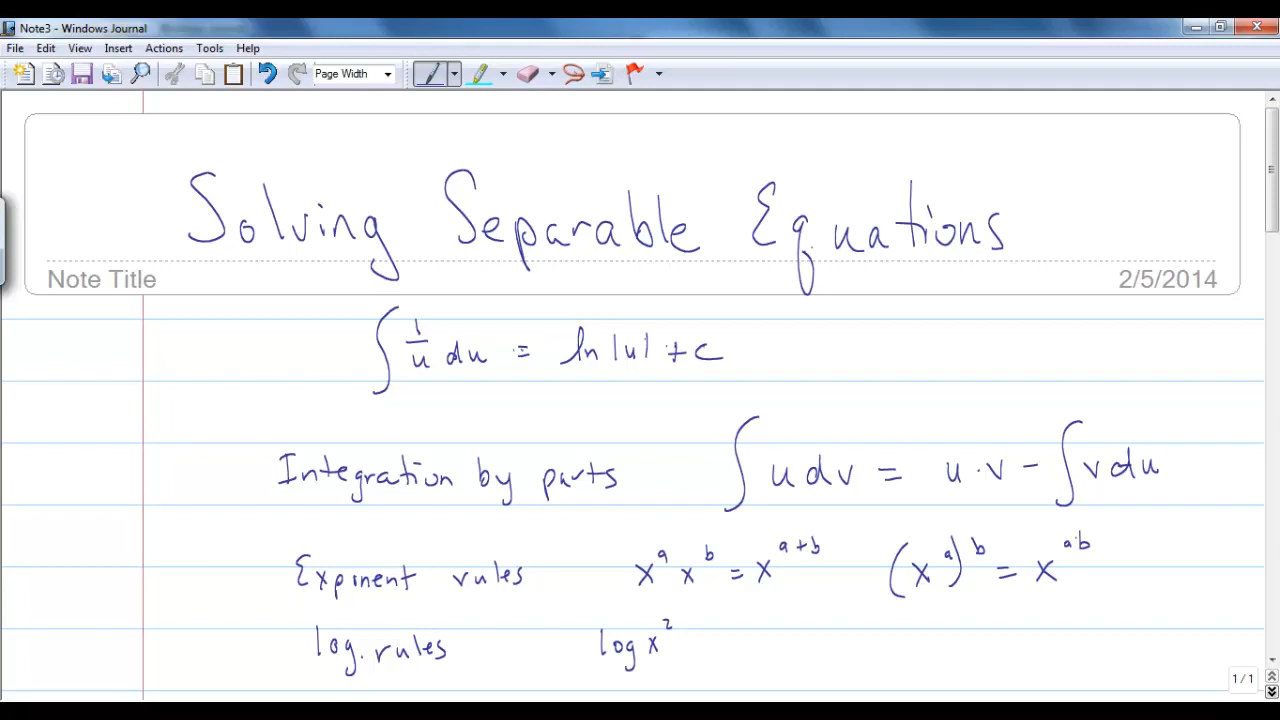 Note3 - Windows Journal
File Edit View Insert Actions Tools Help
Page Width
Solving Separable Equations
Note Title 2/5/2014
∫ 1/u du = ln |u| + c
Integration by parts ∫ u dv = u · v - ∫ v du
Exponent rules x^a x^b = x^(a+b) (x^a)^b = x^(a·b)
log. rules log x^2
1 / 1